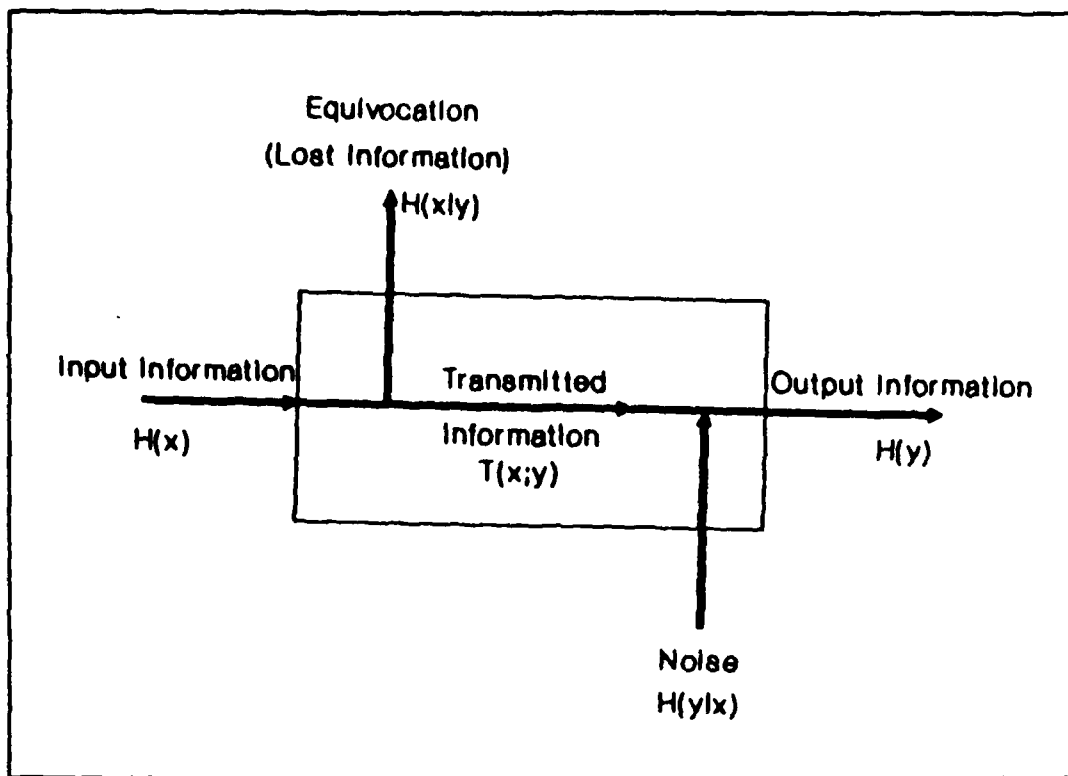 Equivocation
(Lost Information)
H(x|y)
Input Information
H(x)
Transmitted
Information
T(x;y)
Output Information
H(y)
Noise
H(y|x)